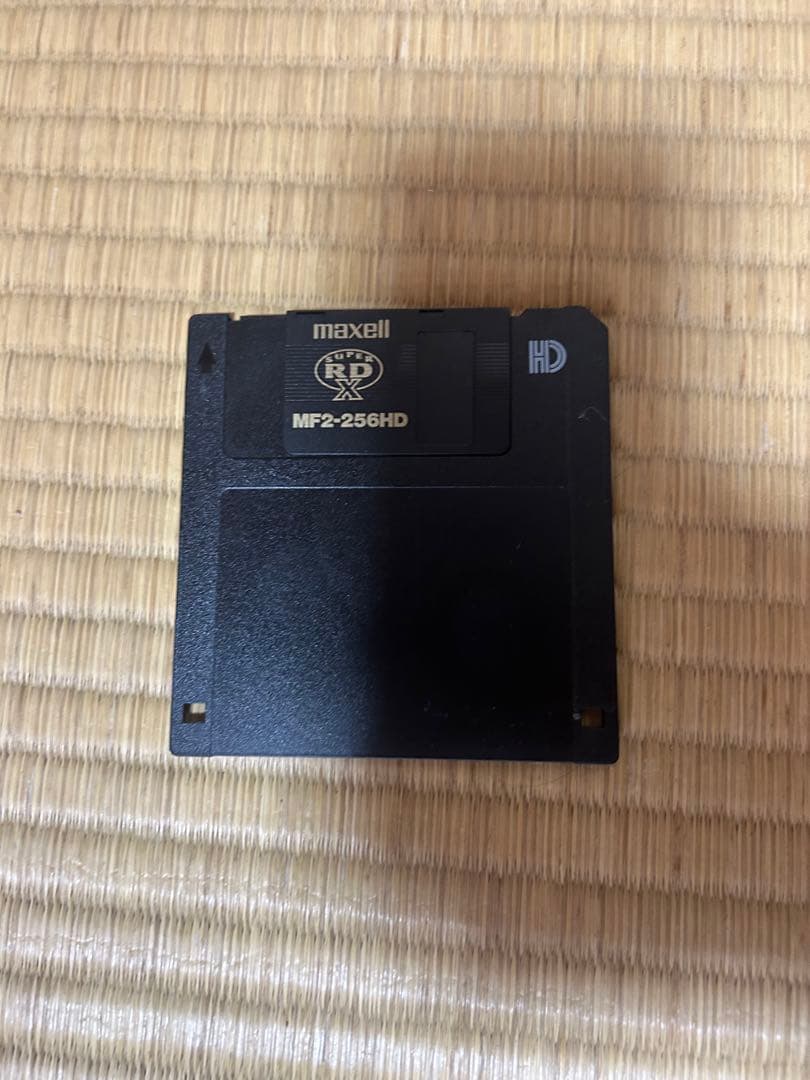 maxell
SUPER
RD
X
MF2-256HD
HD